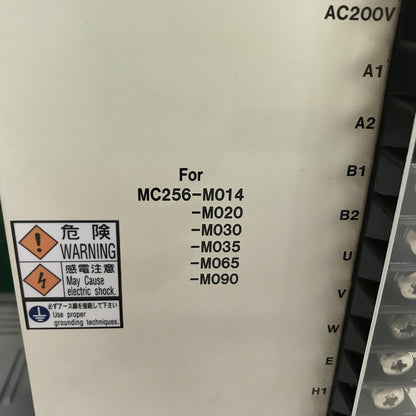 AC200V
A1
A2
B1
B2
U
V
W
E
H1
For
MC256-M014
-M020
-M030
-M035
-M065
-M090
危険
WARNING
感電注意
May Cause
electric shock.
必ずアース線を接続して下さい
Use proper
grounding techniques.